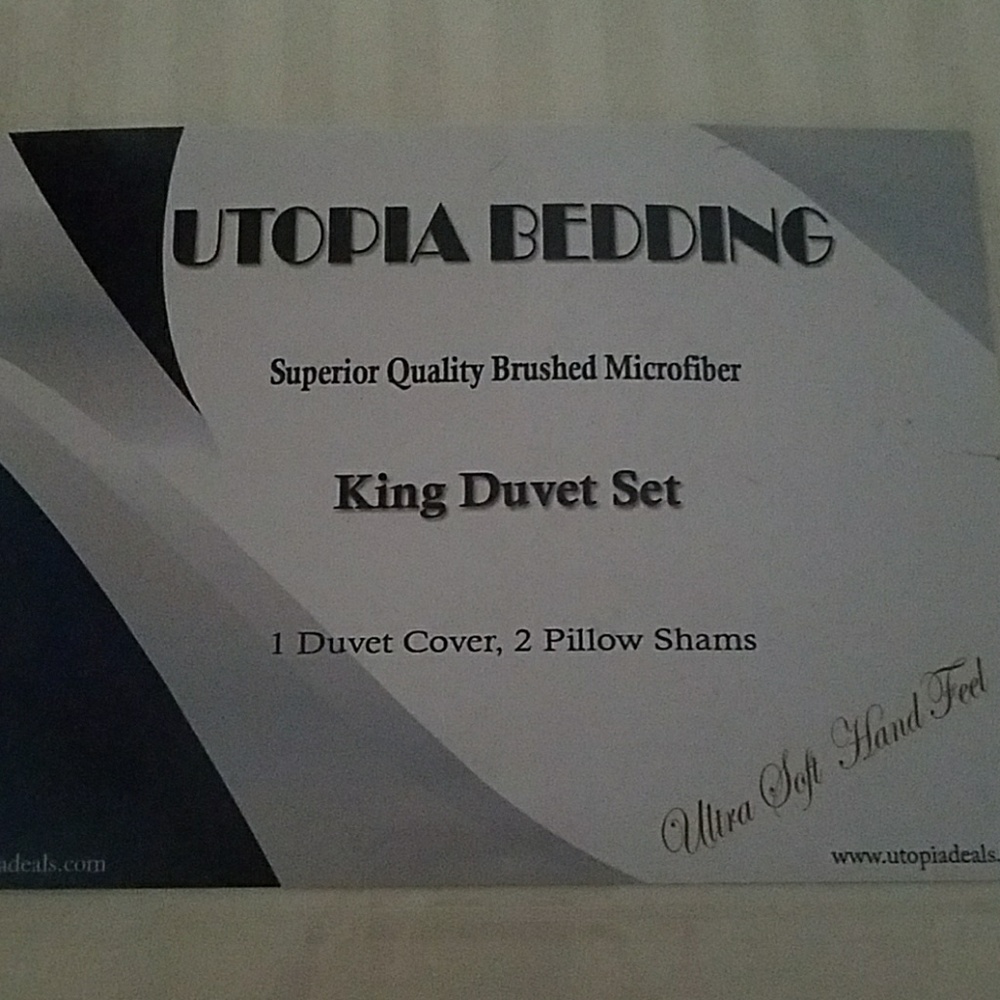 UTOPIA BEDDING
Superior Quality Brushed Microfiber
King Duvet Set
1 Duvet Cover, 2 Pillow Shams
Ultra Soft Hand Feel
adeals.com
www.utopiadeals.